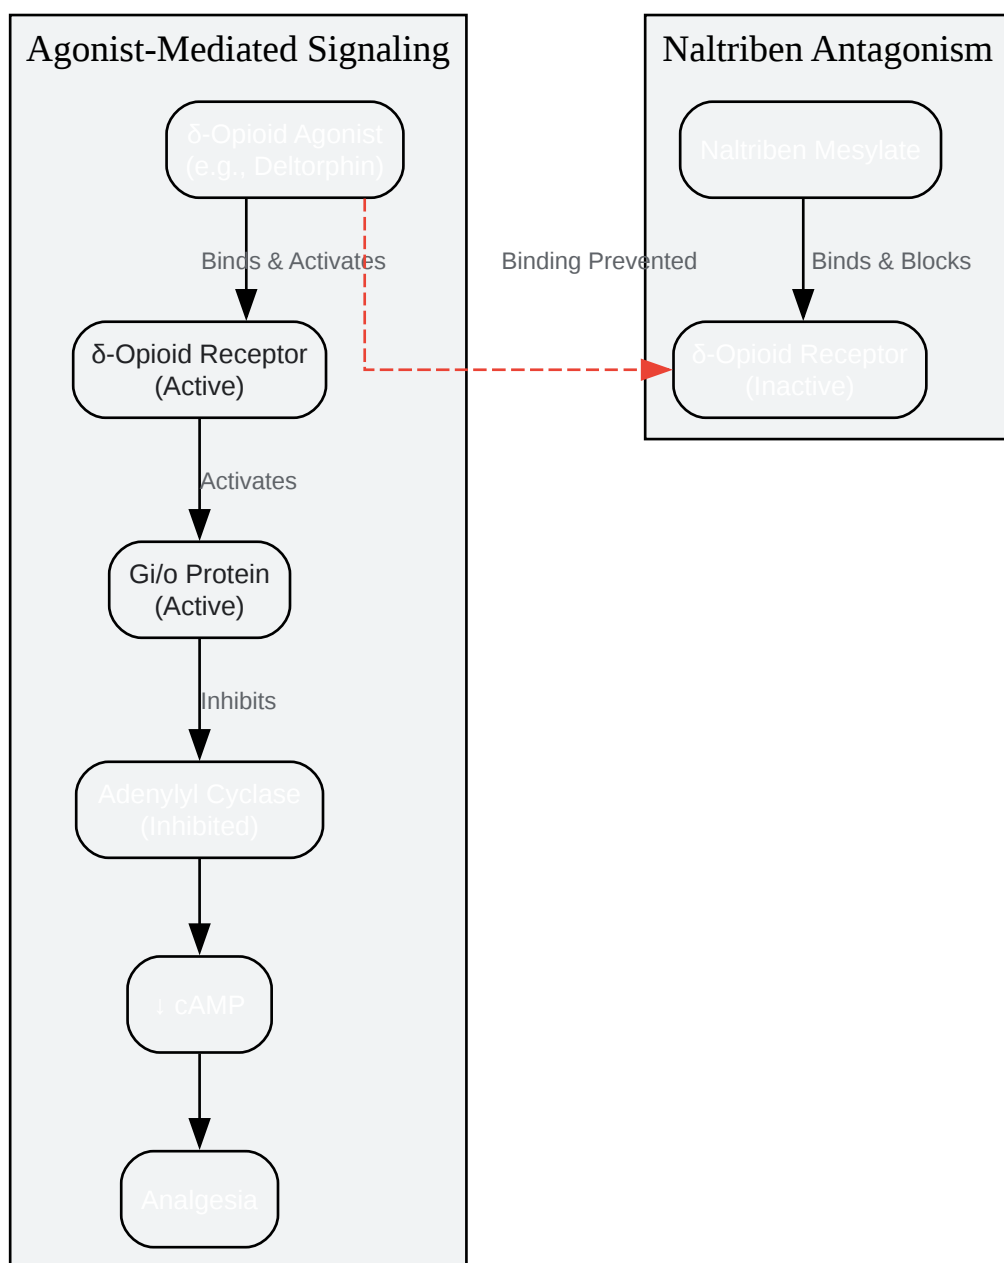 Agonist-Mediated Signaling
δ-Opioid Agonist
(e.g., Deltorphin)
Binds & Activates
δ-Opioid Receptor
(Active)
Activates
Gi/o Protein
(Active)
Inhibits
Adenylyl Cyclase
(Inhibited)
↓ cAMP
Analgesia
Binding Prevented
Naltriben Antagonism
Naltriben Mesylate
Binds & Blocks
δ-Opioid Receptor
(Inactive)